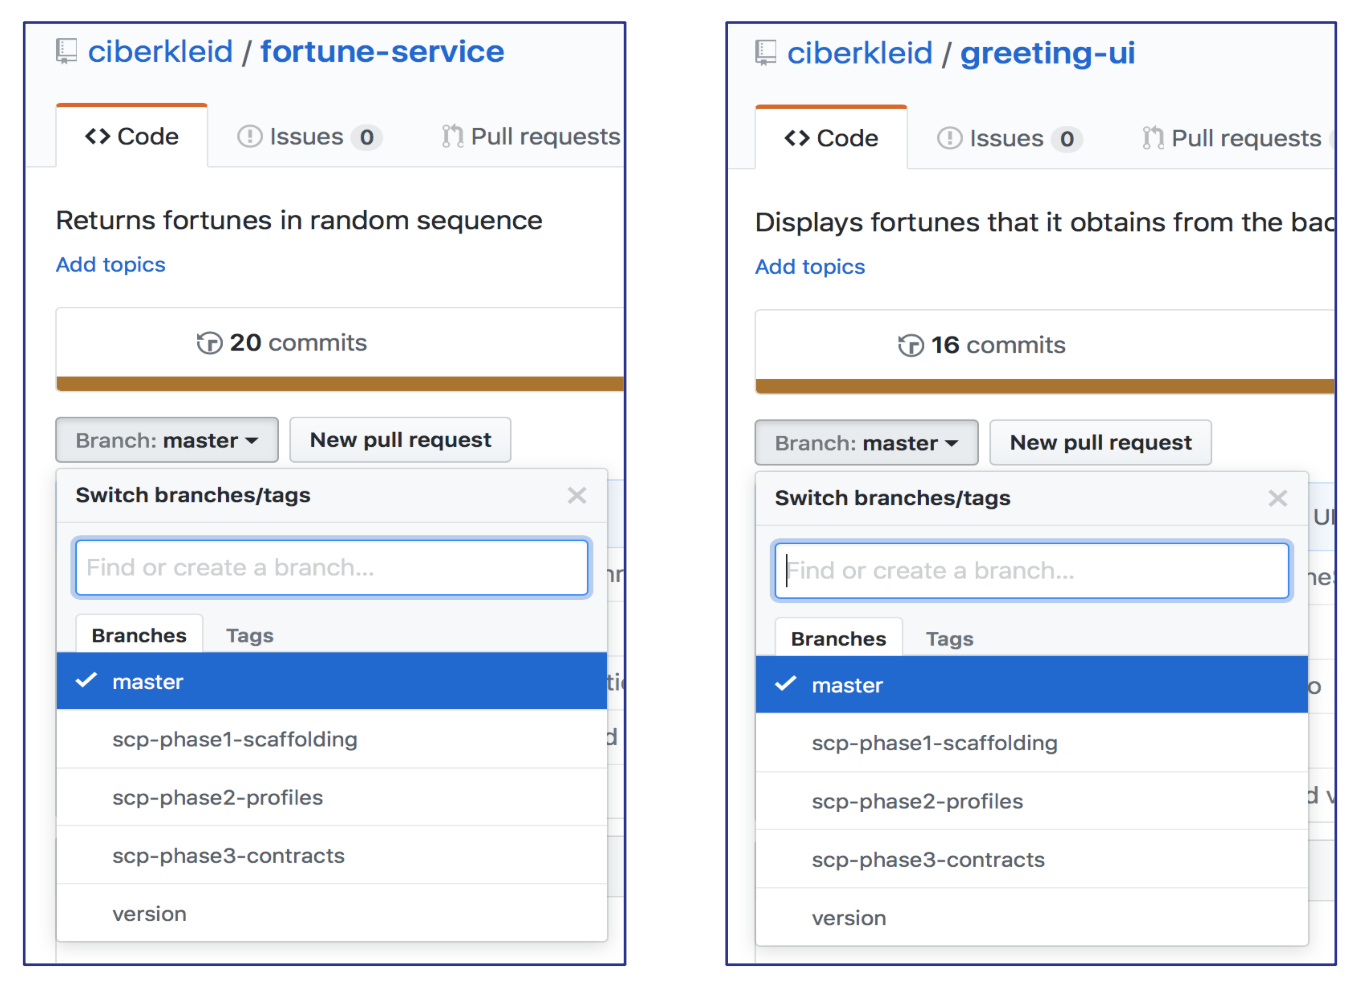 ciberkleid / fortune-service
Code Issues 0 Pull requests
Returns fortunes in random sequence
Add topics
20 commits
Branch: master New pull request
Switch branches/tags
Find or create a branch...
Branches Tags
master
scp-phase1-scaffolding
scp-phase2-profiles
scp-phase3-contracts
version
ciberkleid / greeting-ui
Code Issues 0 Pull requests
Displays fortunes that it obtains from the bac
Add topics
16 commits
Branch: master New pull request
Switch branches/tags
Find or create a branch...
Branches Tags
master
scp-phase1-scaffolding
scp-phase2-profiles
scp-phase3-contracts
version